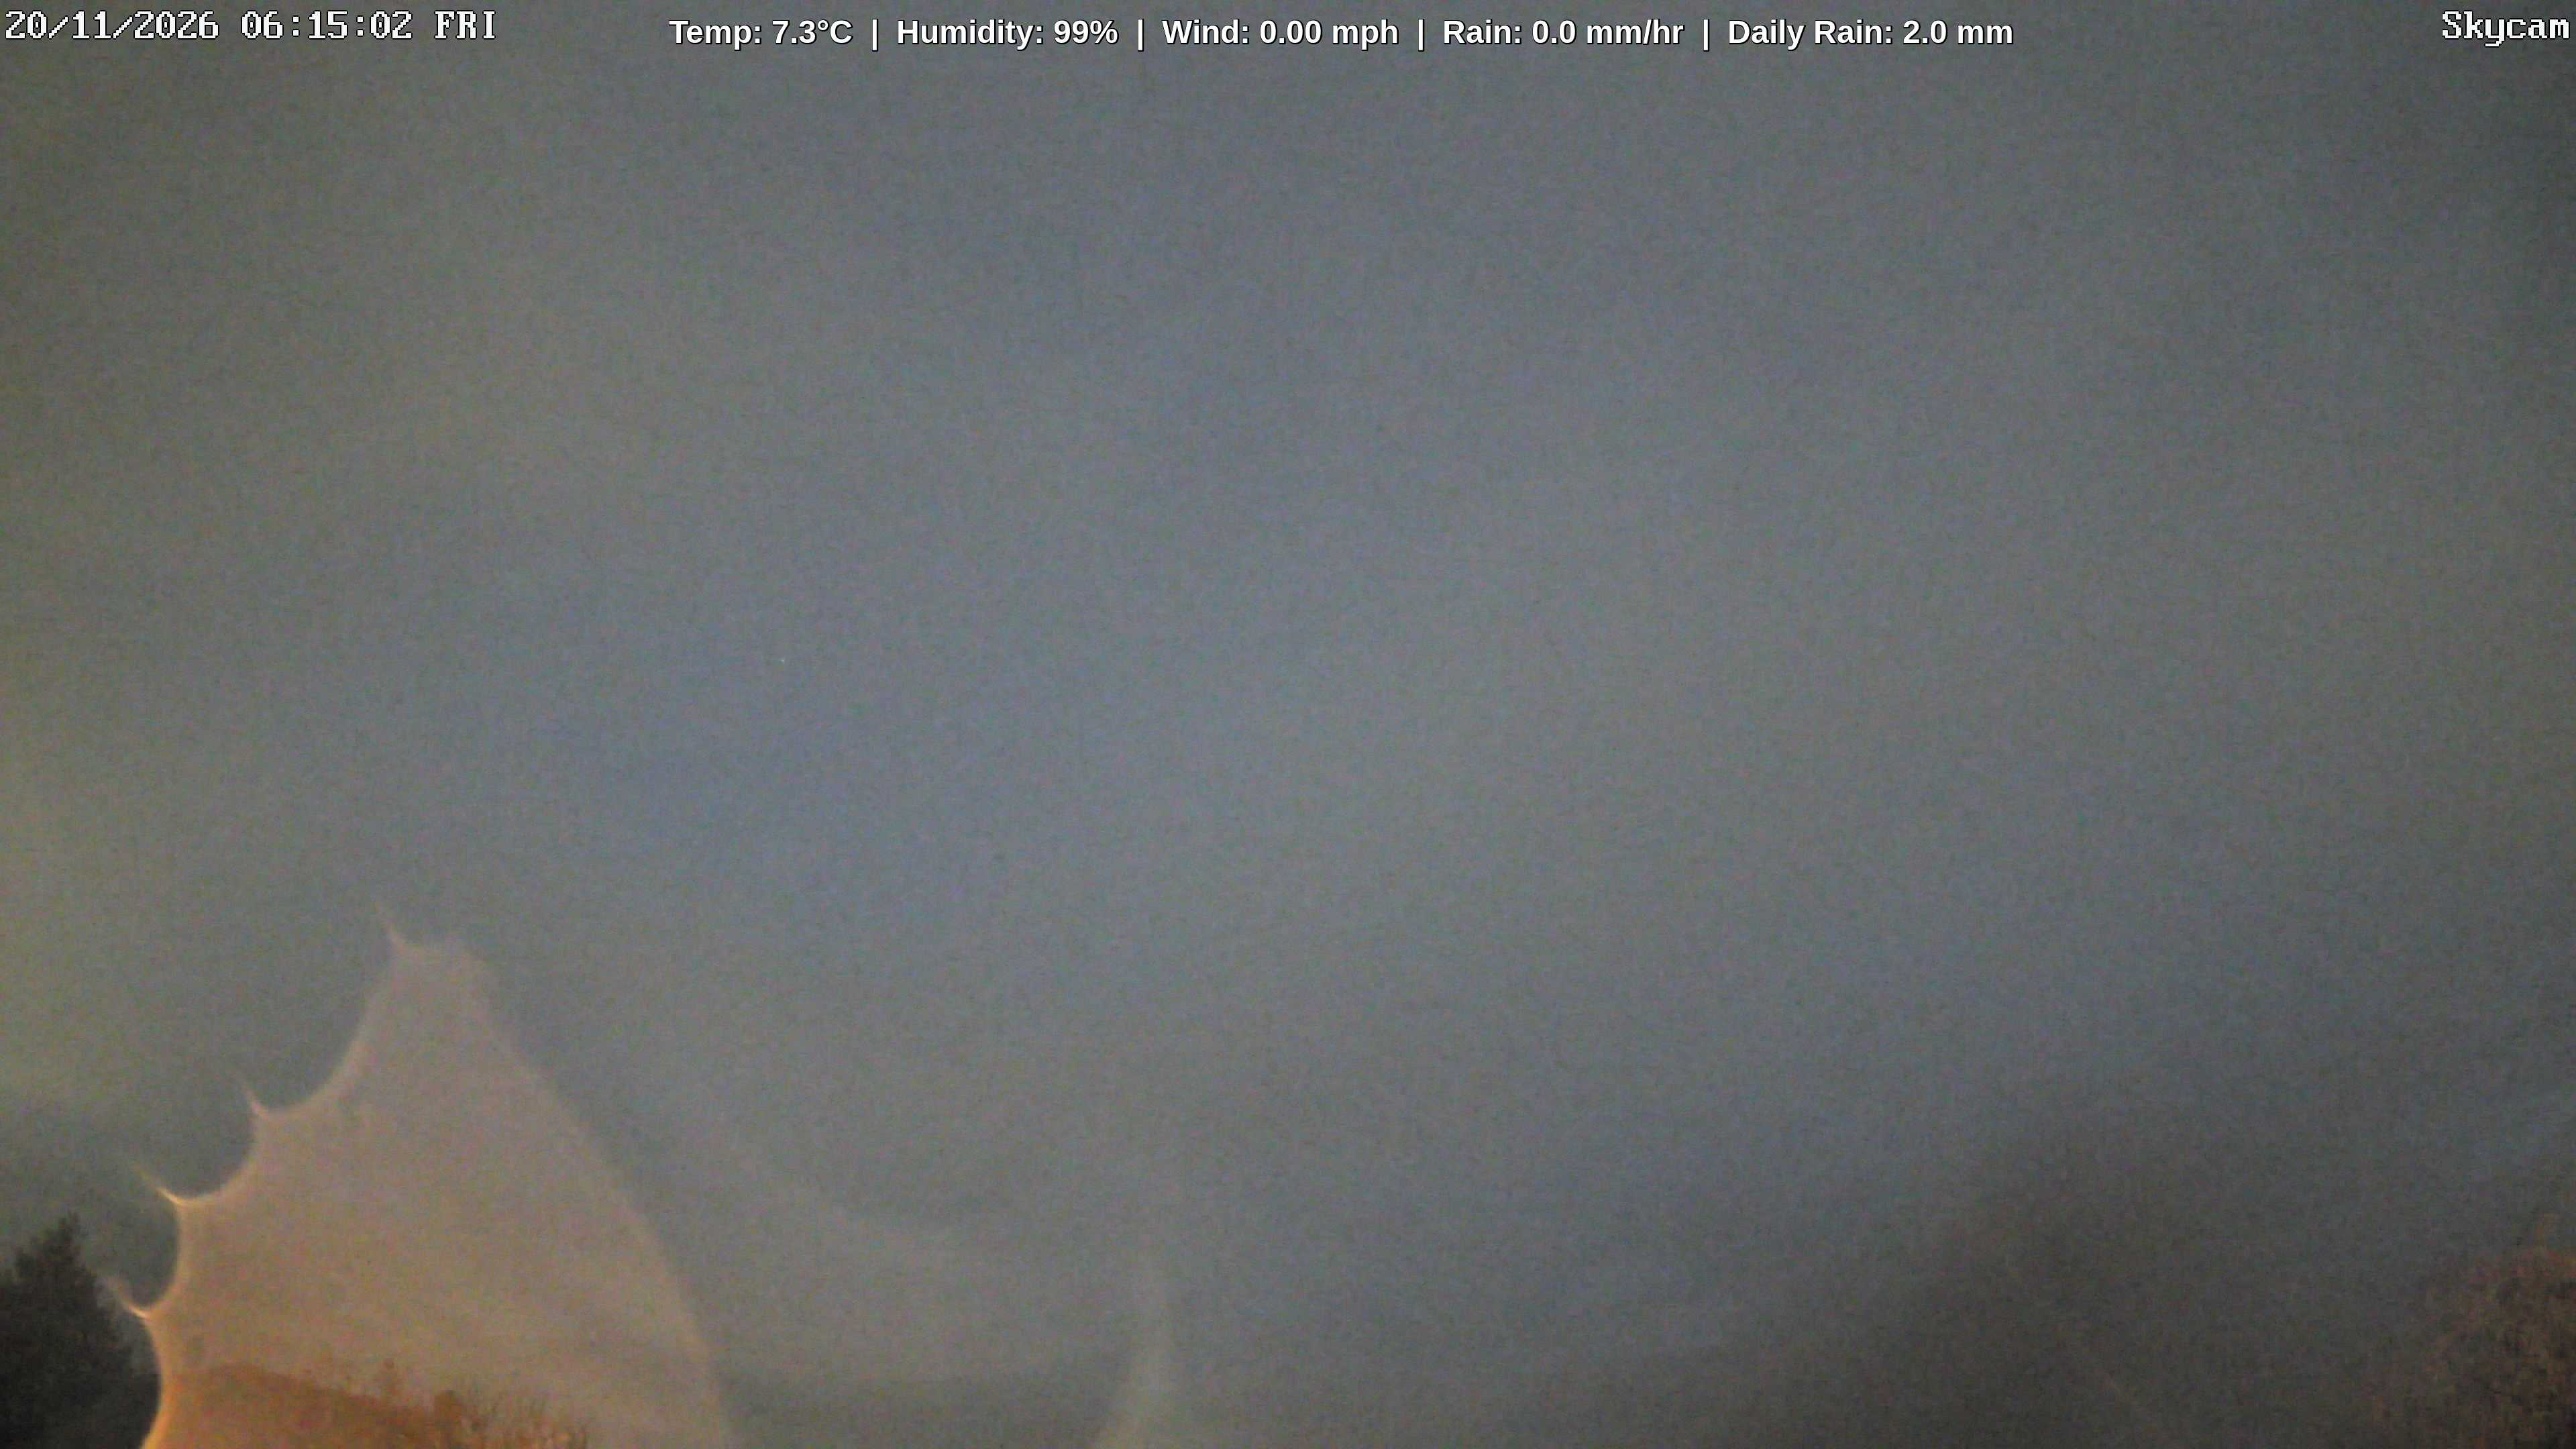 20/11/2026 06:15:02 FRI
Temp: 7.3°C | Humidity: 99% | Wind: 0.00 mph | Rain: 0.0 mm/hr | Daily Rain: 2.0 mm
Skycam